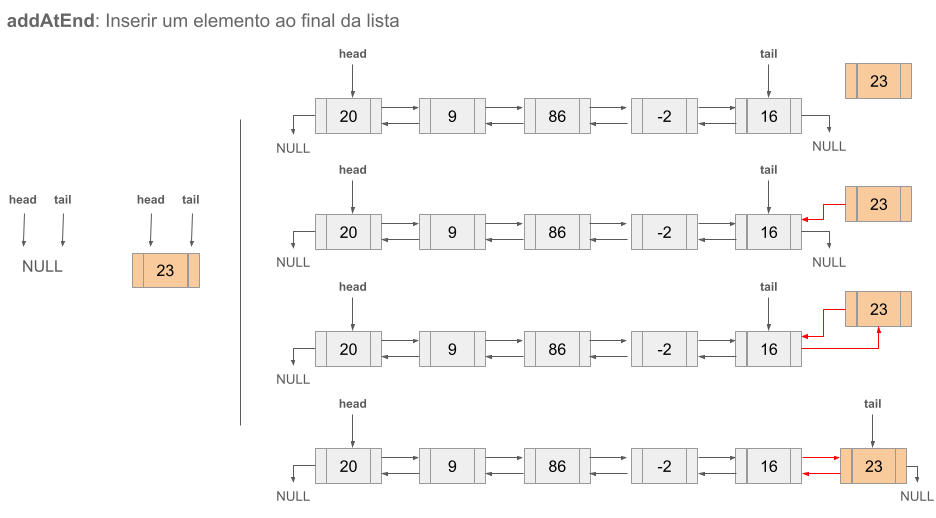 addAtEnd: Inserir um elemento ao final da lista
head tail
NULL
head tail
23
head tail
23
20 9 86 -2 16
NULL NULL
head tail
23
20 9 86 -2 16
NULL NULL
head tail
23
20 9 86 -2 16
NULL
head tail
20 9 86 -2 16 23
NULL NULL